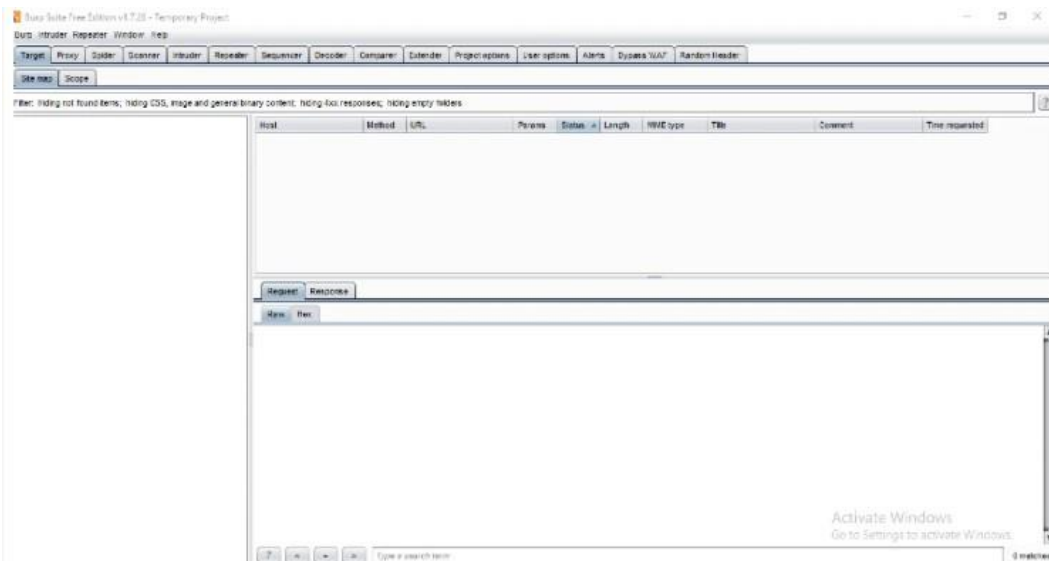 Burp Suite Free Edition v1.7.23 - Temporary Project
Burp Intruder Repeater Window Help
Target Proxy Spider Scanner Intruder Repeater Sequencer Decoder Comparer Extender Project options User options Alerts Bypass WAF Random Header
Site map Scope
Filter: Hiding not found items; hiding CSS, image and general binary content; hiding 4xx responses; hiding empty folders
?
Host Method URL Params Status Length MIME type Title Comment Time requested
Request Response
Raw Hex
Activate Windows
Go to Settings to activate Windows.
? < + > Type a search term 0 matches